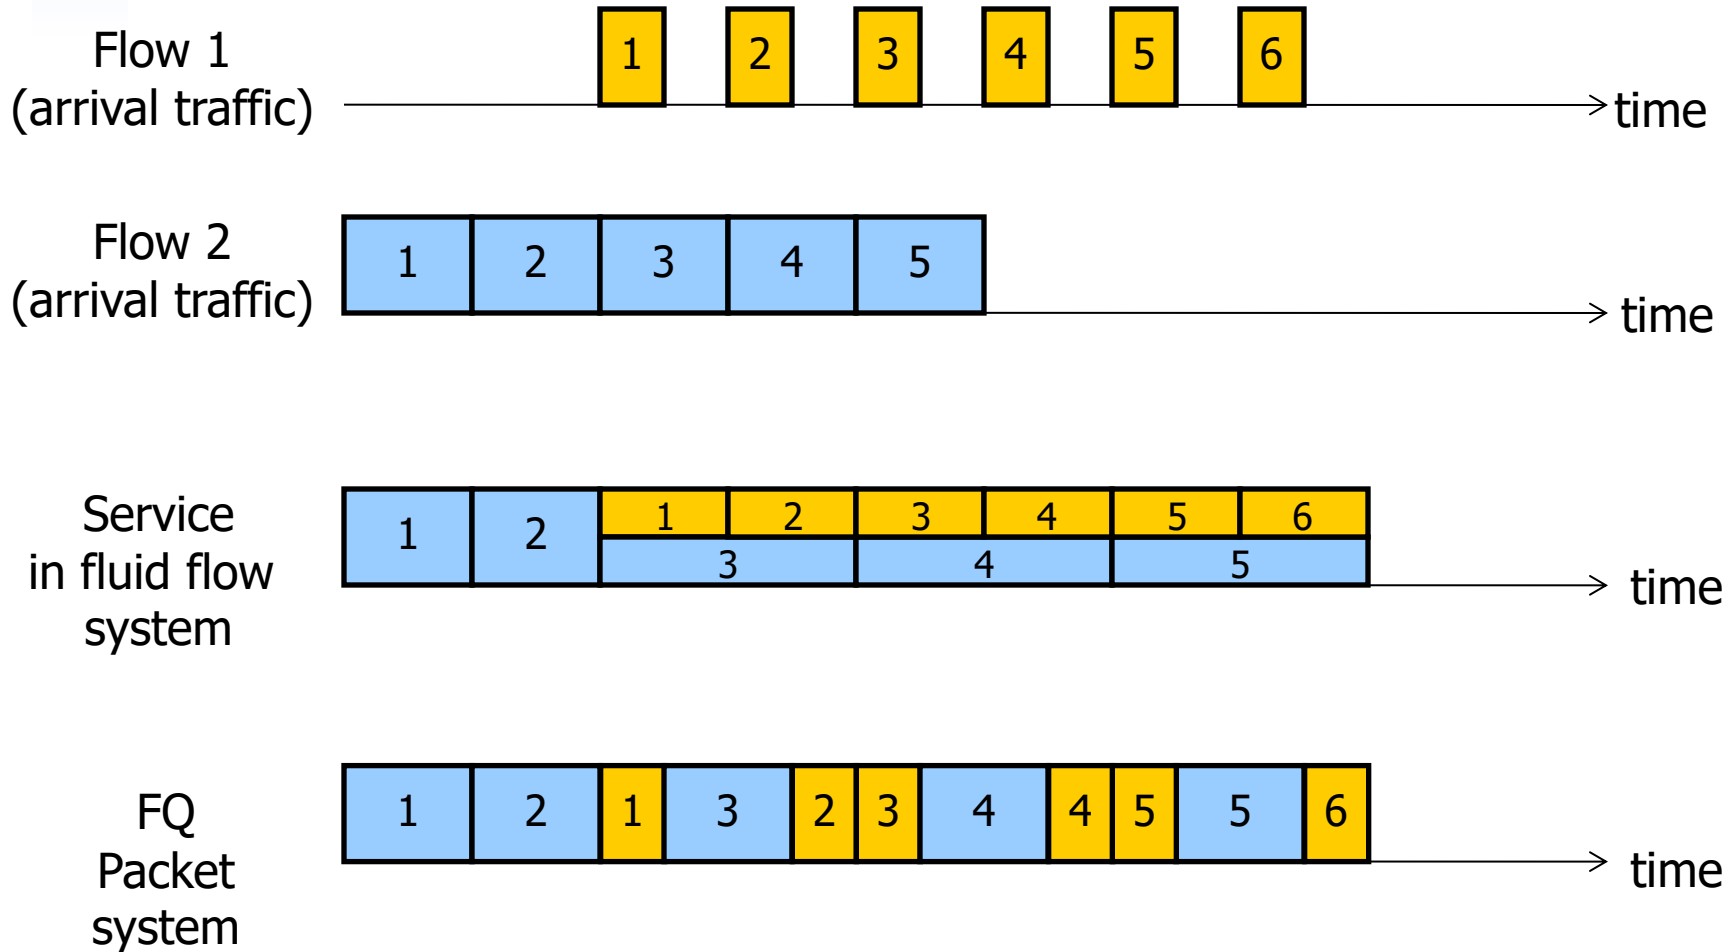 Flow 1
(arrival traffic)
1 2 3 4 5 6
time
Flow 2
(arrival traffic)
1 2 3 4 5
time
Service
in fluid flow
system
1 2 1 2 3 4 5 6
3 4 5
time
FQ
Packet
system
1 2 1 3 2 3 4 4 5 5 6
time